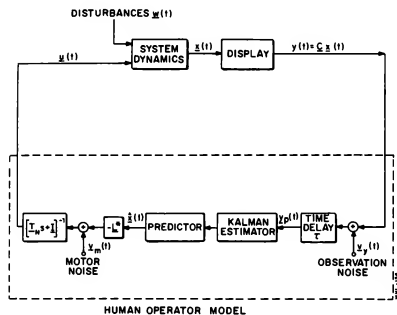 DISTURBANCES w(t)
u(t)
SYSTEM
DYNAMICS
x(t)
DISPLAY
y(t)= C x(t)
[T_N s+I]^-1
v_m(t)
MOTOR
NOISE
-L*
x̂(t)
PREDICTOR
KALMAN
ESTIMATOR
y_p(t)
TIME
DELAY
τ
v_y(t)
OBSERVATION
NOISE
HUMAN OPERATOR MODEL